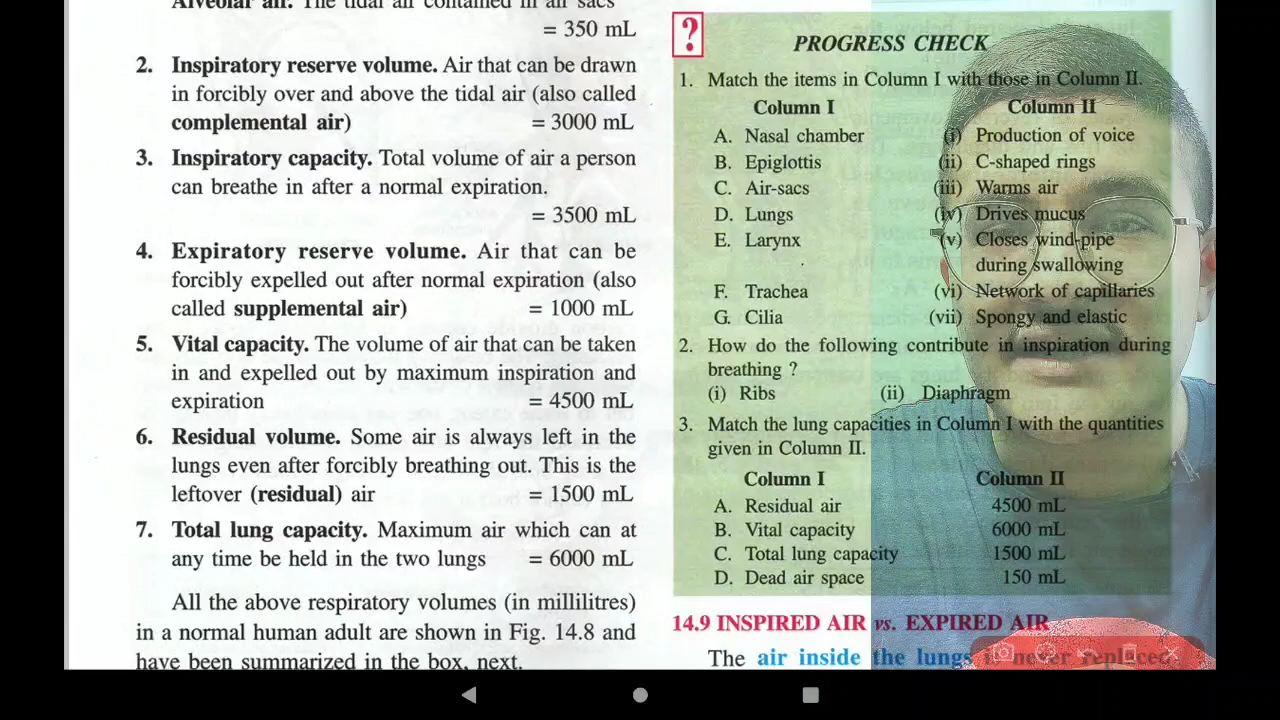 Alveolar air. The tidal air contained in air sacs
= 350 mL
2. Inspiratory reserve volume. Air that can be drawn
in forcibly over and above the tidal air (also called
complemental air) = 3000 mL
3. Inspiratory capacity. Total volume of air a person
can breathe in after a normal expiration.
= 3500 mL
4. Expiratory reserve volume. Air that can be
forcibly expelled out after normal expiration (also
called supplemental air) = 1000 mL
5. Vital capacity. The volume of air that can be taken
in and expelled out by maximum inspiration and
expiration = 4500 mL
6. Residual volume. Some air is always left in the
lungs even after forcibly breathing out. This is the
leftover (residual) air = 1500 mL
7. Total lung capacity. Maximum air which can at
any time be held in the two lungs = 6000 mL
All the above respiratory volumes (in millilitres)
in a normal human adult are shown in Fig. 14.8 and
have been summarized in the box, next.
? PROGRESS CHECK
1. Match the items in Column I with those in Column II.
Column I Column II
A. Nasal chamber (i) Production of voice
B. Epiglottis (ii) C-shaped rings
C. Air-sacs (iii) Warms air
D. Lungs (iv) Drives mucus
E. Larynx (v) Closes wind-pipe
during swallowing
F. Trachea (vi) Network of capillaries
G. Cilia (vii) Spongy and elastic
2. How do the following contribute in inspiration during
breathing ?
(i) Ribs (ii) Diaphragm
3. Match the lung capacities in Column I with the quantities
given in Column II.
Column I Column II
A. Residual air 4500 mL
B. Vital capacity 6000 mL
C. Total lung capacity 1500 mL
D. Dead air space 150 mL
14.9 INSPIRED AIR vs. EXPIRED AIR
The air inside the lungs is never replaced